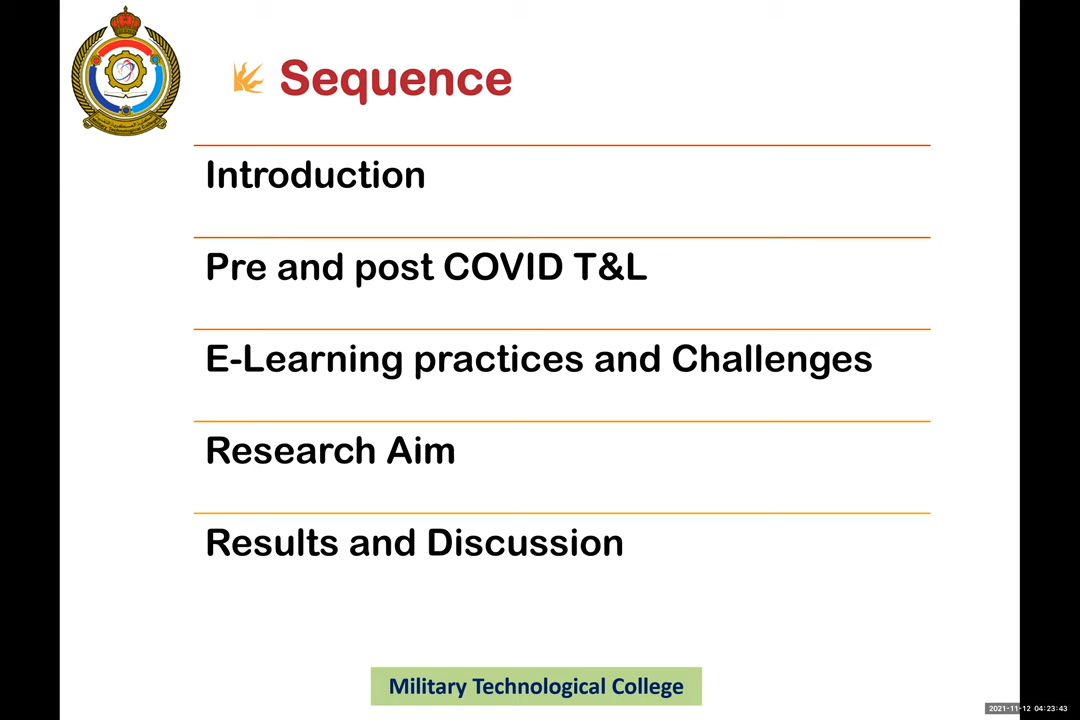 Sequence
Introduction
Pre and post COVID T&L
E-Learning practices and Challenges
Research Aim
Results and Discussion
Military Technological College
2021-11-12 04:23:43